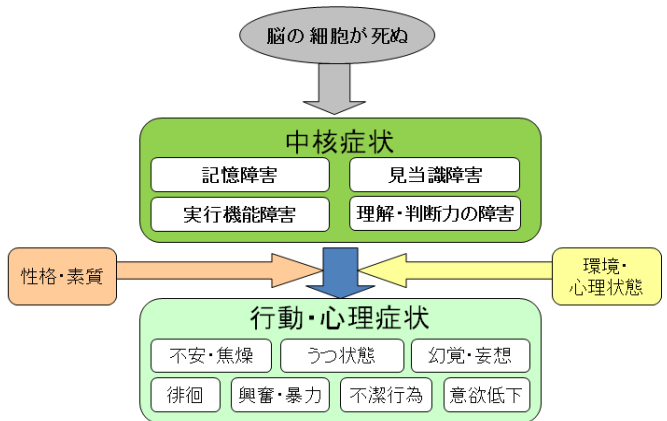 脳の細胞が死ぬ
中核症状
記憶障害
見当識障害
実行機能障害
理解・判断力の障害
性格・素質
環境・
心理状態
行動・心理症状
不安・焦燥
うつ状態
幻覚・妄想
徘徊
興奮・暴力
不潔行為
意欲低下